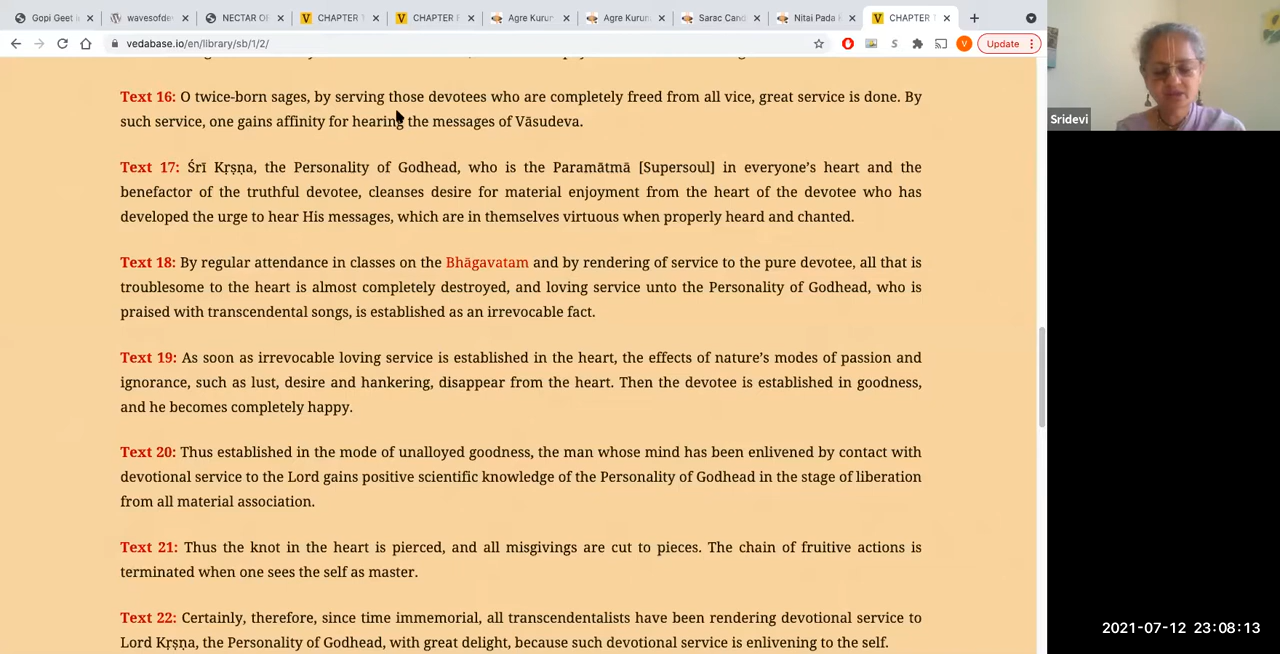 Gopi Geet
wavesofde
NECTAR OF
CHAPTER
CHAPTER
Agre Kurun
Agre Kurun
Sarac Cand
Nitai Pada
CHAPTER
vedabase.io/en/library/sb/1/2/
Update
Text 16: O twice-born sages, by serving those devotees who are completely freed from all vice, great service is done. By
such service, one gains affinity for hearing the messages of Vāsudeva.
Text 17: Śrī Kṛṣṇa, the Personality of Godhead, who is the Paramātmā [Supersoul] in everyone’s heart and the
benefactor of the truthful devotee, cleanses desire for material enjoyment from the heart of the devotee who has
developed the urge to hear His messages, which are in themselves virtuous when properly heard and chanted.
Text 18: By regular attendance in classes on the Bhāgavatam and by rendering of service to the pure devotee, all that is
troublesome to the heart is almost completely destroyed, and loving service unto the Personality of Godhead, who is
praised with transcendental songs, is established as an irrevocable fact.
Text 19: As soon as irrevocable loving service is established in the heart, the effects of nature’s modes of passion and
ignorance, such as lust, desire and hankering, disappear from the heart. Then the devotee is established in goodness,
and he becomes completely happy.
Text 20: Thus established in the mode of unalloyed goodness, the man whose mind has been enlivened by contact with
devotional service to the Lord gains positive scientific knowledge of the Personality of Godhead in the stage of liberation
from all material association.
Text 21: Thus the knot in the heart is pierced, and all misgivings are cut to pieces. The chain of fruitive actions is
terminated when one sees the self as master.
Text 22: Certainly, therefore, since time immemorial, all transcendentalists have been rendering devotional service to
Lord Kṛṣṇa, the Personality of Godhead, with great delight, because such devotional service is enlivening to the self.
Sridevi
2021-07-12 23:08:13